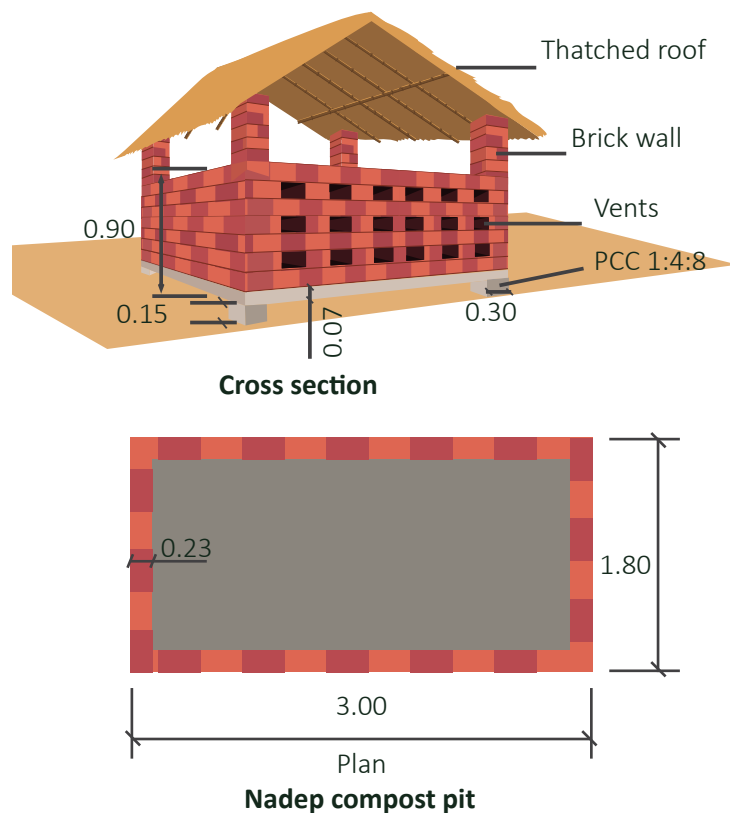 Thatched roof
Brick wall
Vents
0.90
PCC 1:4:8
0.15
0.30
0.07
Cross section
0.23
1.80
3.00
Plan
Nadep compost pit